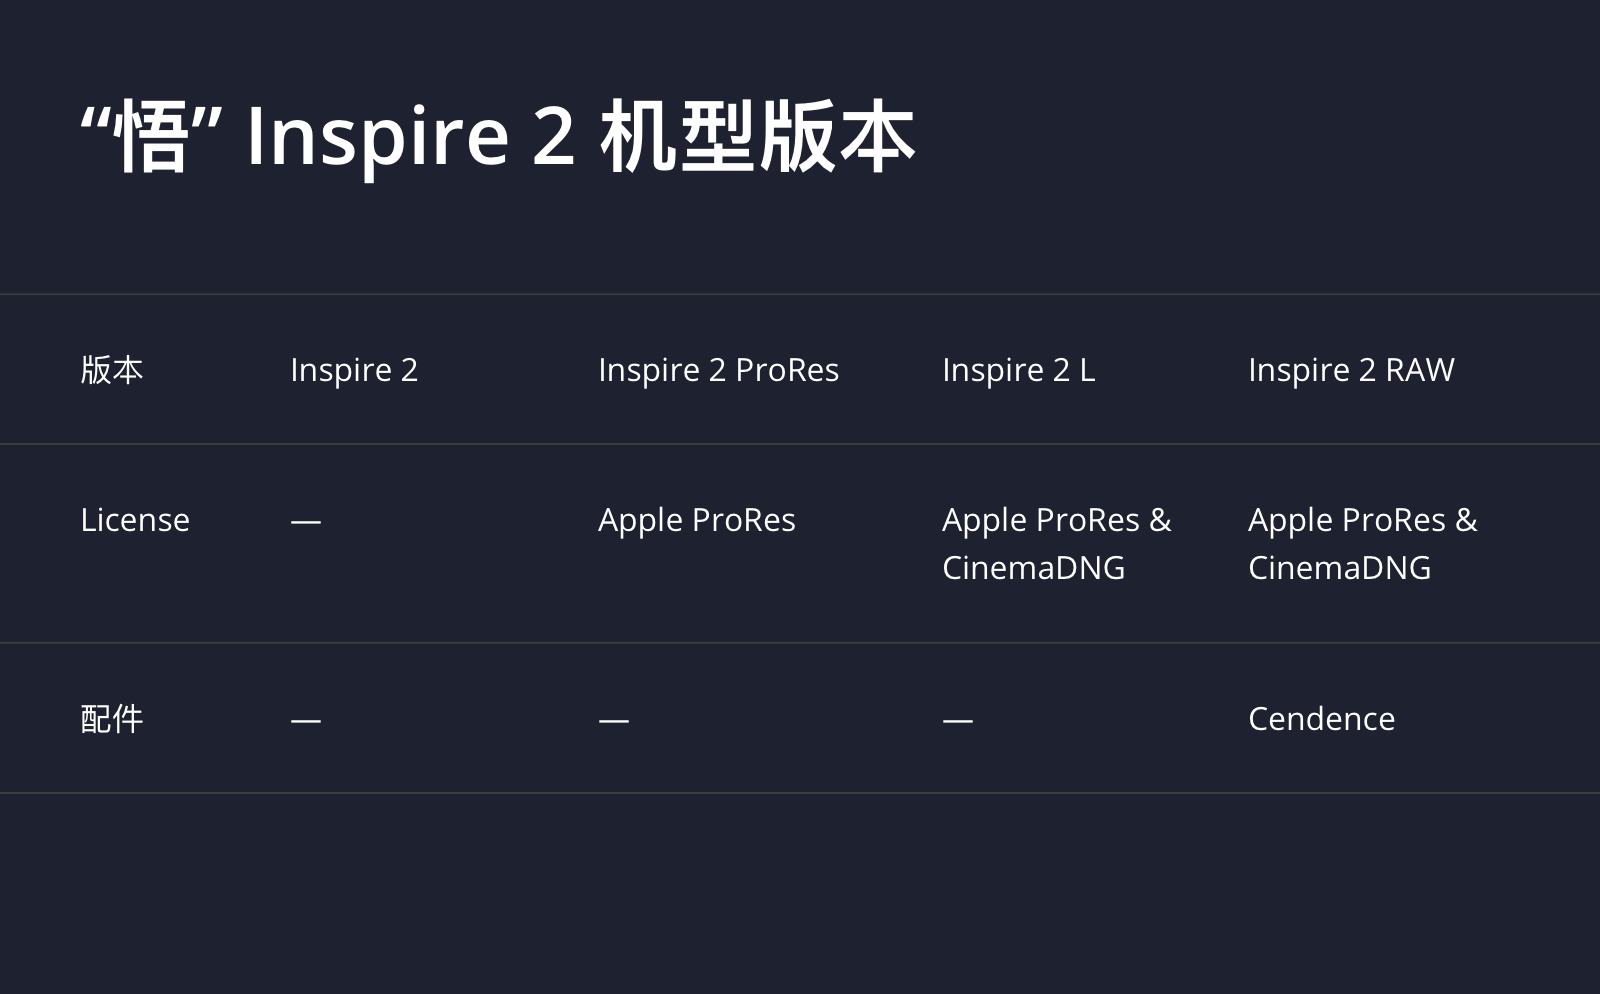 “悟” Inspire 2 机型版本
版本 Inspire 2 Inspire 2 ProRes Inspire 2 L Inspire 2 RAW
License — Apple ProRes Apple ProRes & Apple ProRes &
CinemaDNG CinemaDNG
配件 — — — Cendence